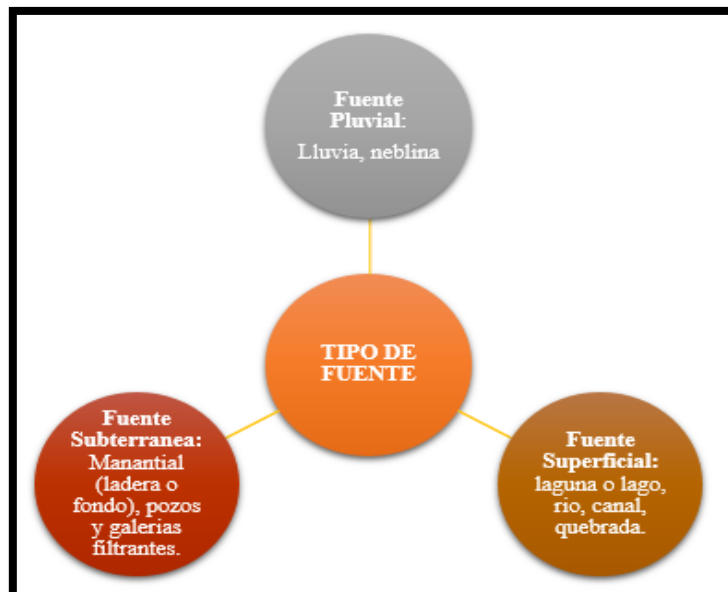 Fuente
Pluvial:
Lluvia, neblina
TIPO DE
FUENTE
Fuente
Subterranea:
Manantial
(ladera o
fondo), pozos
y galerias
filtrantes.
Fuente
Superficial:
laguna o lago,
rio, canal,
quebrada.